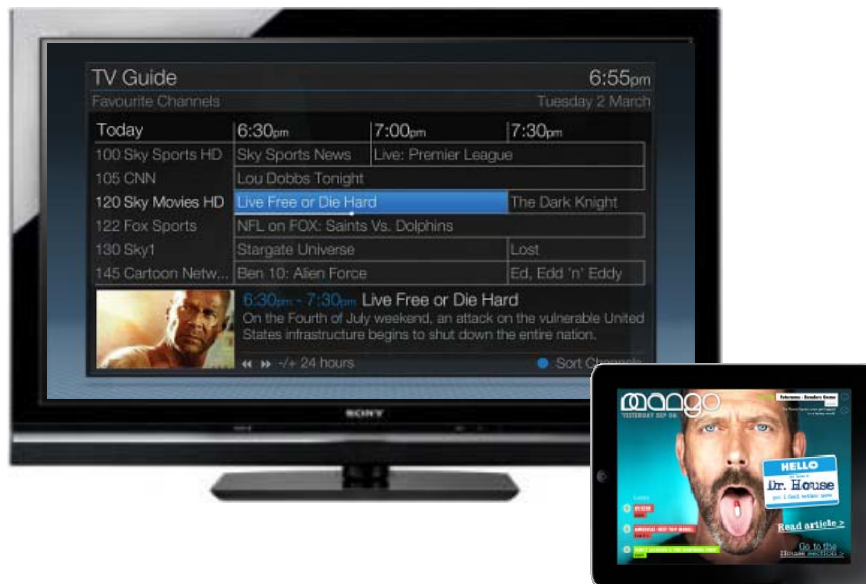 TV Guide 6:55pm
Favourite Channels Tuesday 2 March
Today 6:30pm 7:00pm 7:30pm
100 Sky Sports HD Sky Sports News Live: Premier League
105 CNN Lou Dobbs Tonight
120 Sky Movies HD Live Free or Die Hard The Dark Knight
122 Fox Sports NFL on FOX: Saints Vs. Dolphins
130 Sky1 Stargate Universe Lost
145 Cartoon Netw... Ben 10: Alien Force Ed, Edd 'n' Eddy
6:30pm - 7:30pm Live Free or Die Hard
On the Fourth of July weekend, an attack on the vulnerable United
States infrastructure begins to shut down the entire nation.
-/+ 24 hours Sort Channels
SONY
mango
YESTERDAY SEP 06
HELLO
Dr. House
Read article >
Go to the
House section >